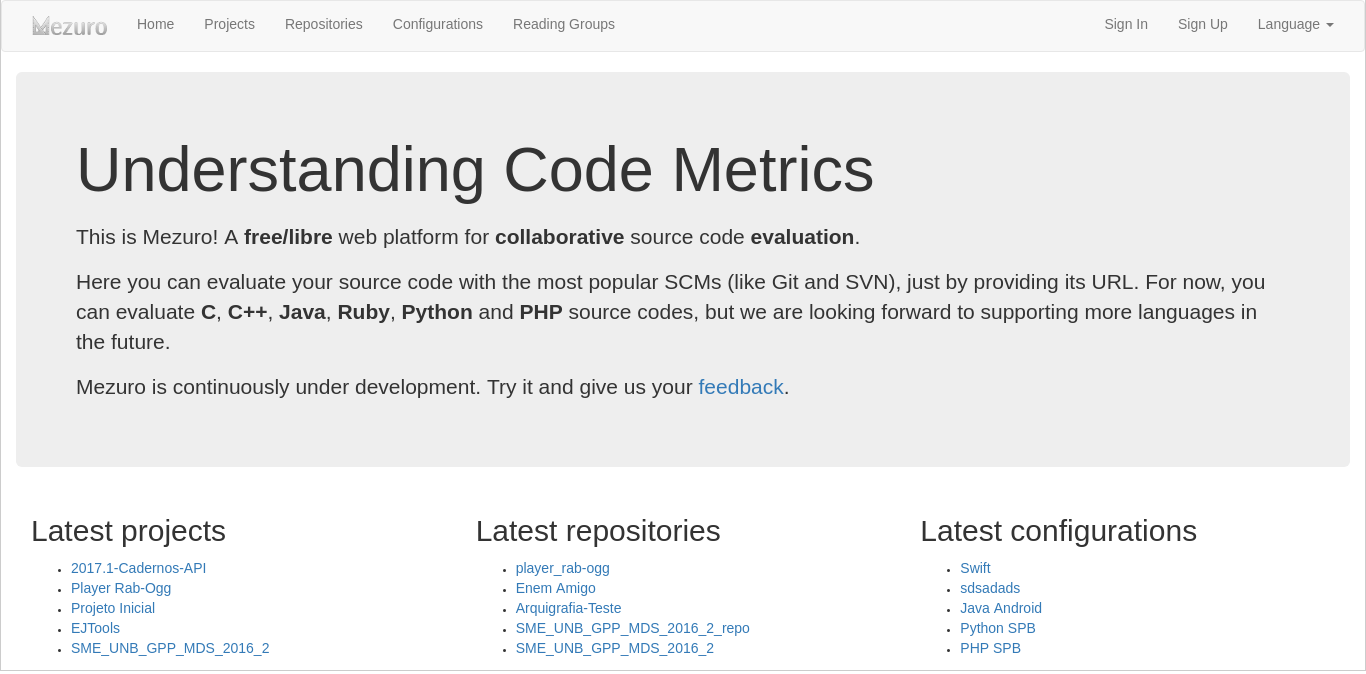 Mezuro Home Projects Repositories Configurations Reading Groups Sign In Sign Up Language
Understanding Code Metrics
This is Mezuro! A free/libre web platform for collaborative source code evaluation.
Here you can evaluate your source code with the most popular SCMs (like Git and SVN), just by providing its URL. For now, you
can evaluate C, C++, Java, Ruby, Python and PHP source codes, but we are looking forward to supporting more languages in
the future.
Mezuro is continuously under development. Try it and give us your feedback.
Latest projects
2017.1-Cadernos-API
Player Rab-Ogg
Projeto Inicial
EJTools
SME_UNB_GPP_MDS_2016_2
Latest repositories
player_rab-ogg
Enem Amigo
Arquigrafia-Teste
SME_UNB_GPP_MDS_2016_2_repo
SME_UNB_GPP_MDS_2016_2
Latest configurations
Swift
sdsadads
Java Android
Python SPB
PHP SPB